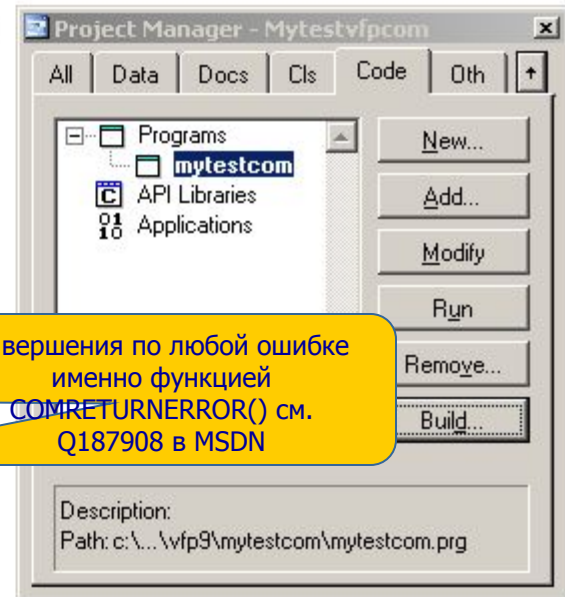 Project Manager - Mytestvfpcom
All Data Docs Cls Code Oth
Programs
mytestcom
API Libraries
Applications
New...
Add...
Modify
Run
Remove...
Build...
вершения по любой ошибке
именно функцией
COMRETURNERROR() см.
Q187908 в MSDN
Description:
Path: c:\...\vfp9\mytestcom\mytestcom.prg